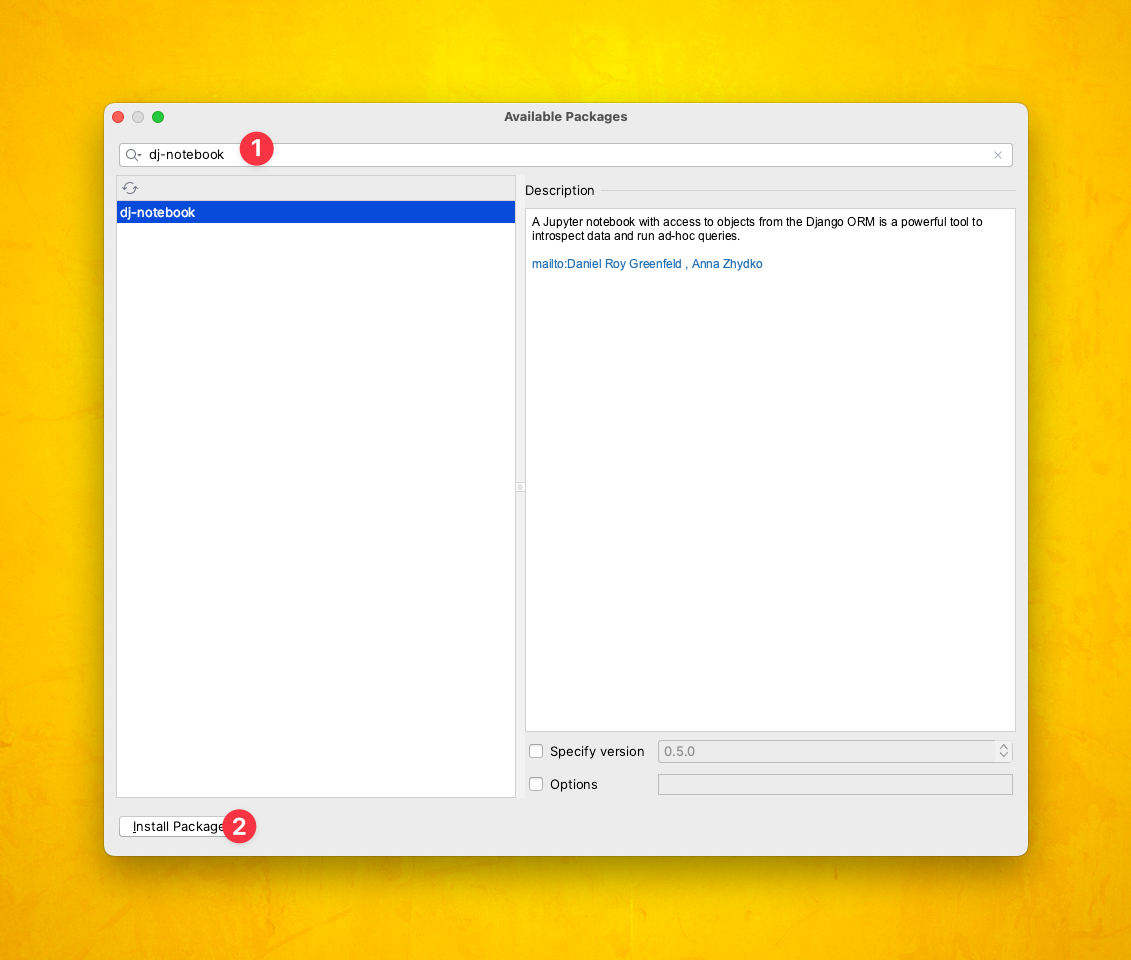 Available Packages
dj-notebook
1
dj-notebook
Description
A Jupyter notebook with access to objects from the Django ORM is a powerful tool to
introspect data and run ad-hoc queries.
mailto:Daniel Roy Greenfeld , Anna Zhydko
Specify version
0.5.0
Options
Install Package
2